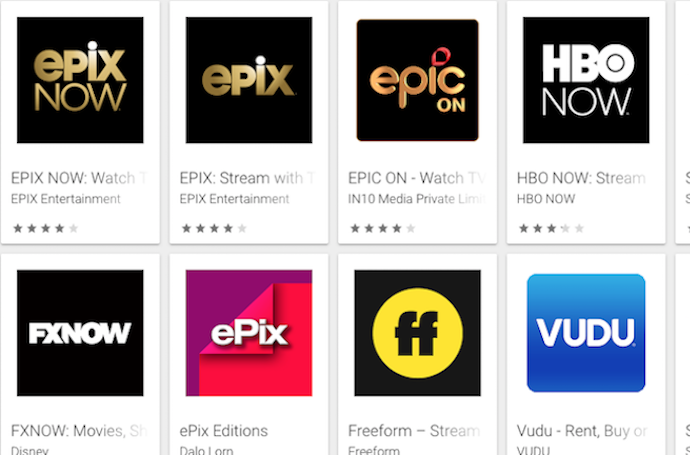 epix
NOW
epix
epic
ON
HBO
NOW
EPIX NOW: Watch T
EPIX Entertainment
EPIX: Stream with T
EPIX Entertainment
EPIC ON - Watch TV
IN10 Media Private Limi
HBO NOW: Stream
HBO NOW
FXNOW
ePix
ff
VUDU
FXNOW: Movies, Sh
Disney
ePix Editions
Dalo Lorn
Freeform – Stream
Freeform
Vudu - Rent, Buy or
VUDU